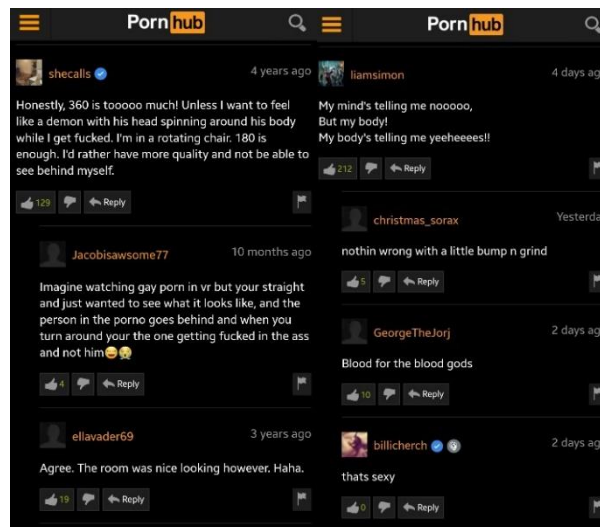 Porn hub
shecalls
4 years ago
Honestly, 360 is tooooo much! Unless I want to feel
like a demon with his head spinning around his body
while I get fucked. I'm in a rotating chair. 180 is
enough. I'd rather have more quality and not be able to
see behind myself.
129
Reply
Jacobisawsome77
10 months ago
Imagine watching gay porn in vr but your straight
and just wanted to see what it looks like, and the
person in the porno goes behind and when you
turn around your the one getting fucked in the ass
and not him😅😭
4
Reply
ellavader69
3 years ago
Agree. The room was nice looking however. Haha.
19
Reply
Porn hub
liamsimon
4 days ag
My mind's telling me nooooo,
But my body!
My body's telling me yeeheeees!!
212
Reply
christmas_sorax
Yesterda
nothin wrong with a little bump n grind
5
Reply
GeorgeTheJorj
2 days ag
Blood for the blood gods
10
Reply
billicherch
2 days ag
thats sexy
0
Reply